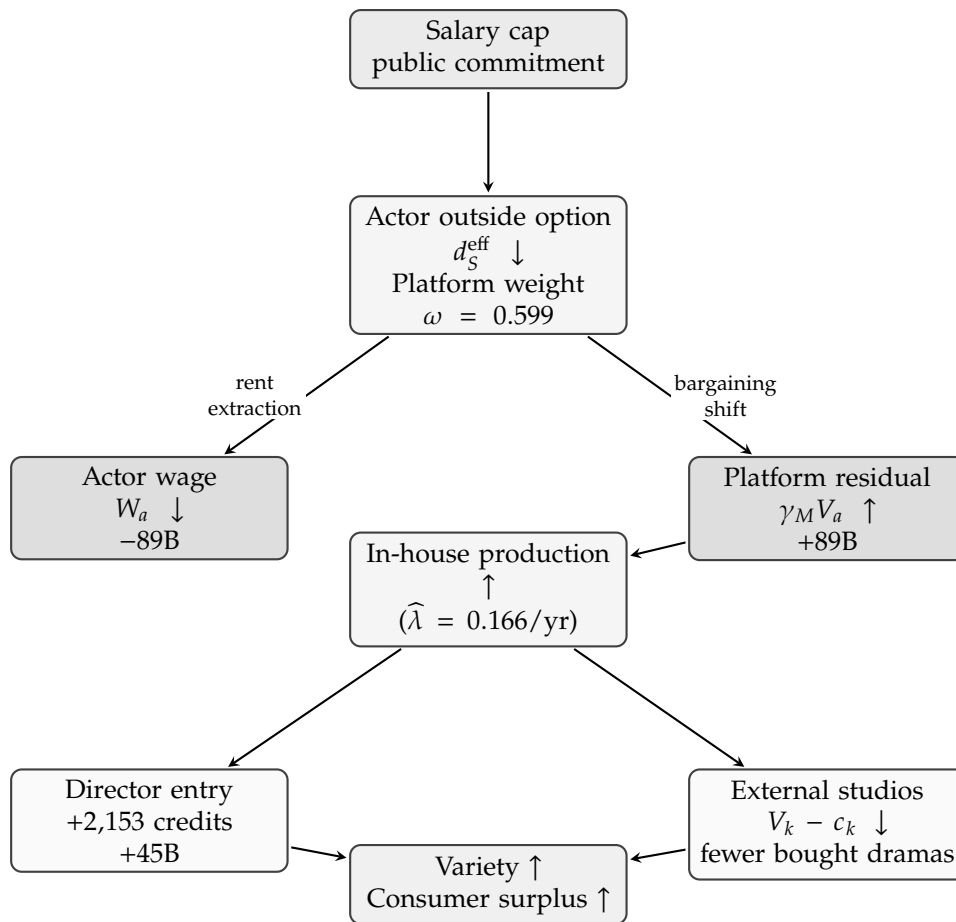 Salary cap
public commitment
Actor outside option
d_S^eff ↓
Platform weight
ω = 0.599
rent
extraction
bargaining
shift
Actor wage
W_a ↓
−89B
Platform residual
γ_M V_a ↑
+89B
In-house production
↑
(λ̂ = 0.166/yr)
Director entry
+2,153 credits
+45B
External studios
V_k − c_k ↓
fewer bought dramas
Variety ↑
Consumer surplus ↑